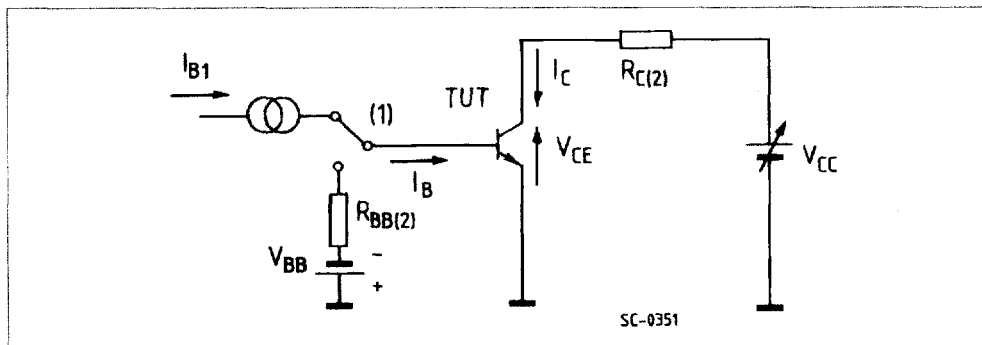 I_B1
(1)
TUT
I_C
R_C(2)
V_CE
V_CC
I_B
R_BB(2)
V_BB
-
+
SC-0351